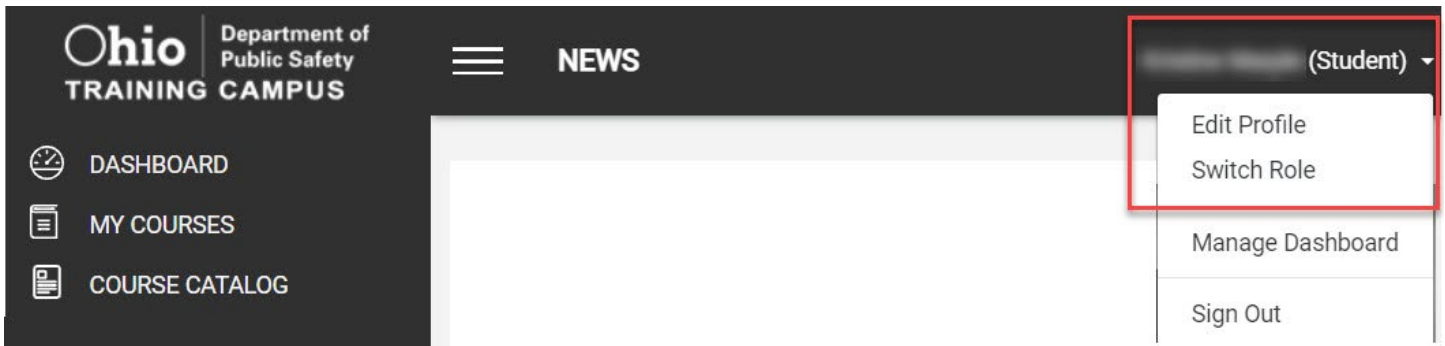 Ohio
Department of
Public Safety
TRAINING CAMPUS
NEWS
(Student)
Edit Profile
Switch Role
Manage Dashboard
Sign Out
DASHBOARD
MY COURSES
COURSE CATALOG